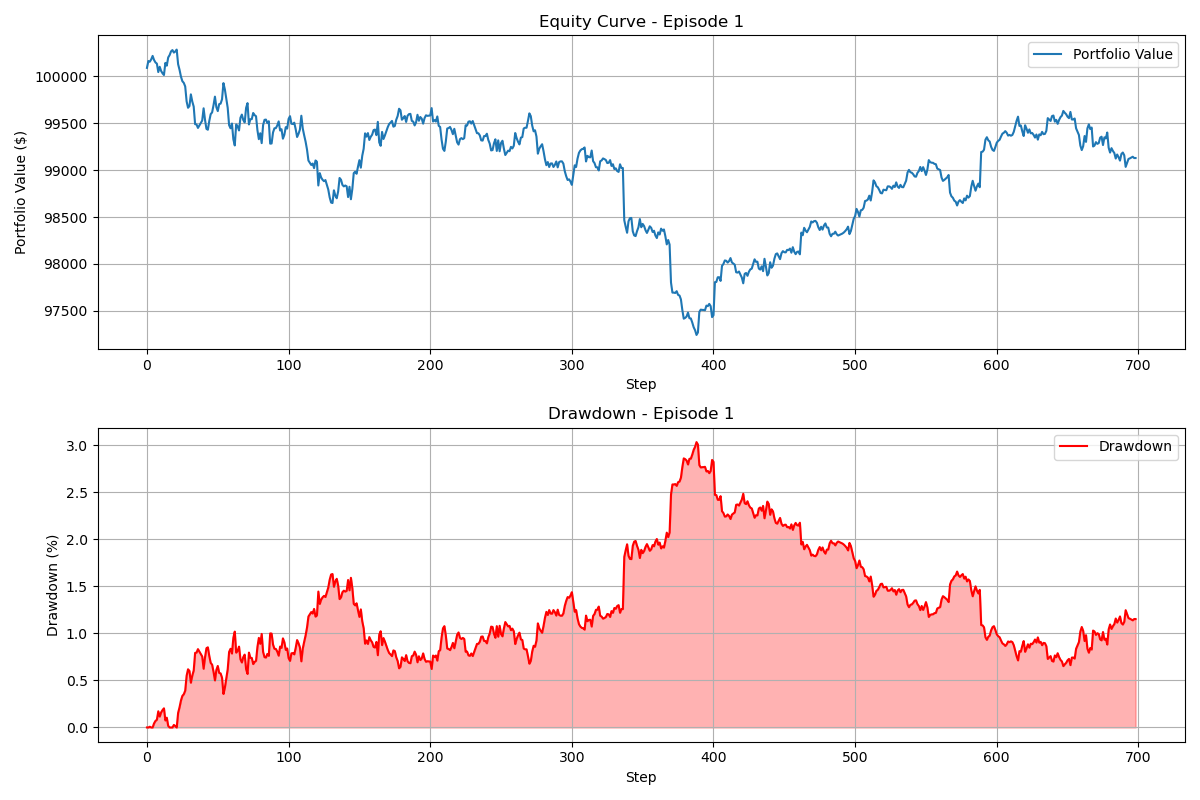 Equity Curve - Episode 1
Portfolio Value ($)
100000
99500
99000
98500
98000
97500
Portfolio Value
0 100 200 300 400 500 600 700
Step
Drawdown - Episode 1
Drawdown (%)
3.0
2.5
2.0
1.5
1.0
0.5
0.0
Drawdown
0 100 200 300 400 500 600 700
Step